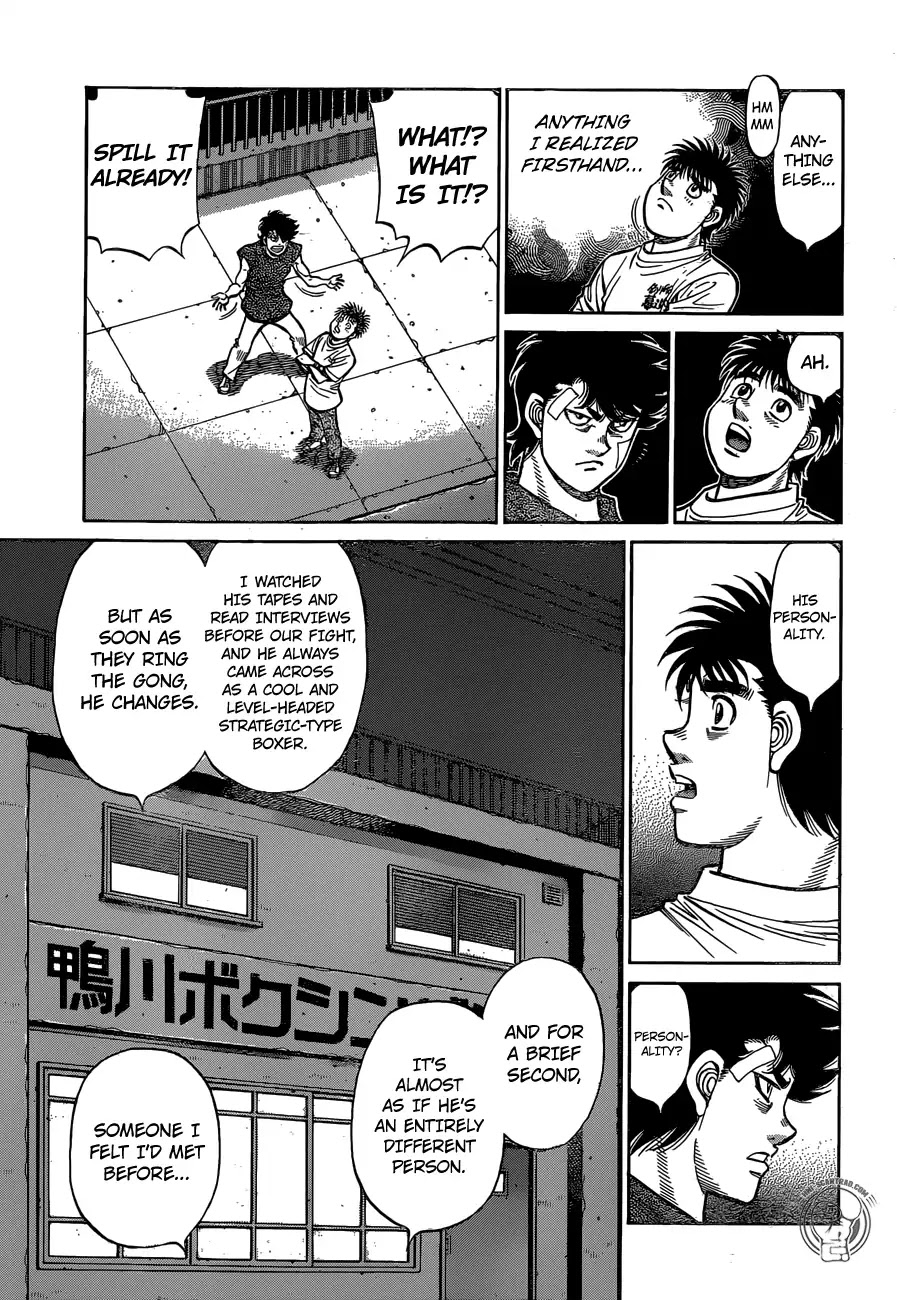 HM
MM
ANY-
THING
ELSE...
ANYTHING
I REALIZED
FIRSTHAND...
WHAT!?
WHAT
IS IT!?
SPILL IT
ALREADY!
AH.
HIS
PERSON-
ALITY.
I WATCHED
HIS TAPES AND
READ INTERVIEWS
BEFORE OUR FIGHT,
AND HE ALWAYS
CAME ACROSS
AS A COOL AND
LEVEL-HEADED
STRATEGIC-TYPE
BOXER.
BUT AS
SOON AS
THEY RING
THE GONG,
HE CHANGES.
鴨川ボクシン
PERSON-
ALITY?
AND FOR
A BRIEF
SECOND,
IT'S
ALMOST
AS IF HE'S
AN ENTIRELY
DIFFERENT
PERSON.
SOMEONE I
FELT I'D MET
BEFORE...